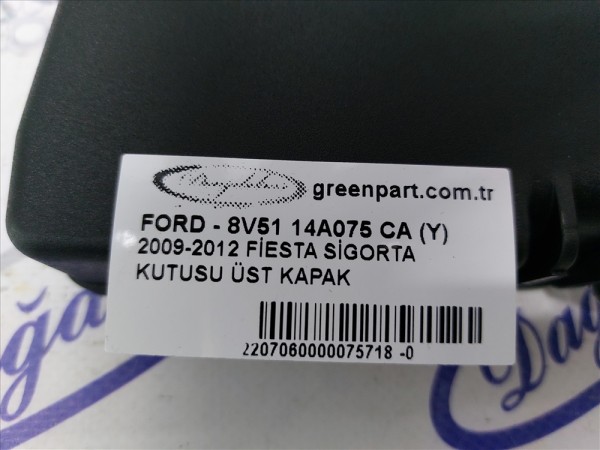 greenpart.com.tr
FORD - 8V51 14A075 CA (Y)
2009-2012 FİESTA SİGORTA
KUTUSU ÜST KAPAK
2207060000075718 -0